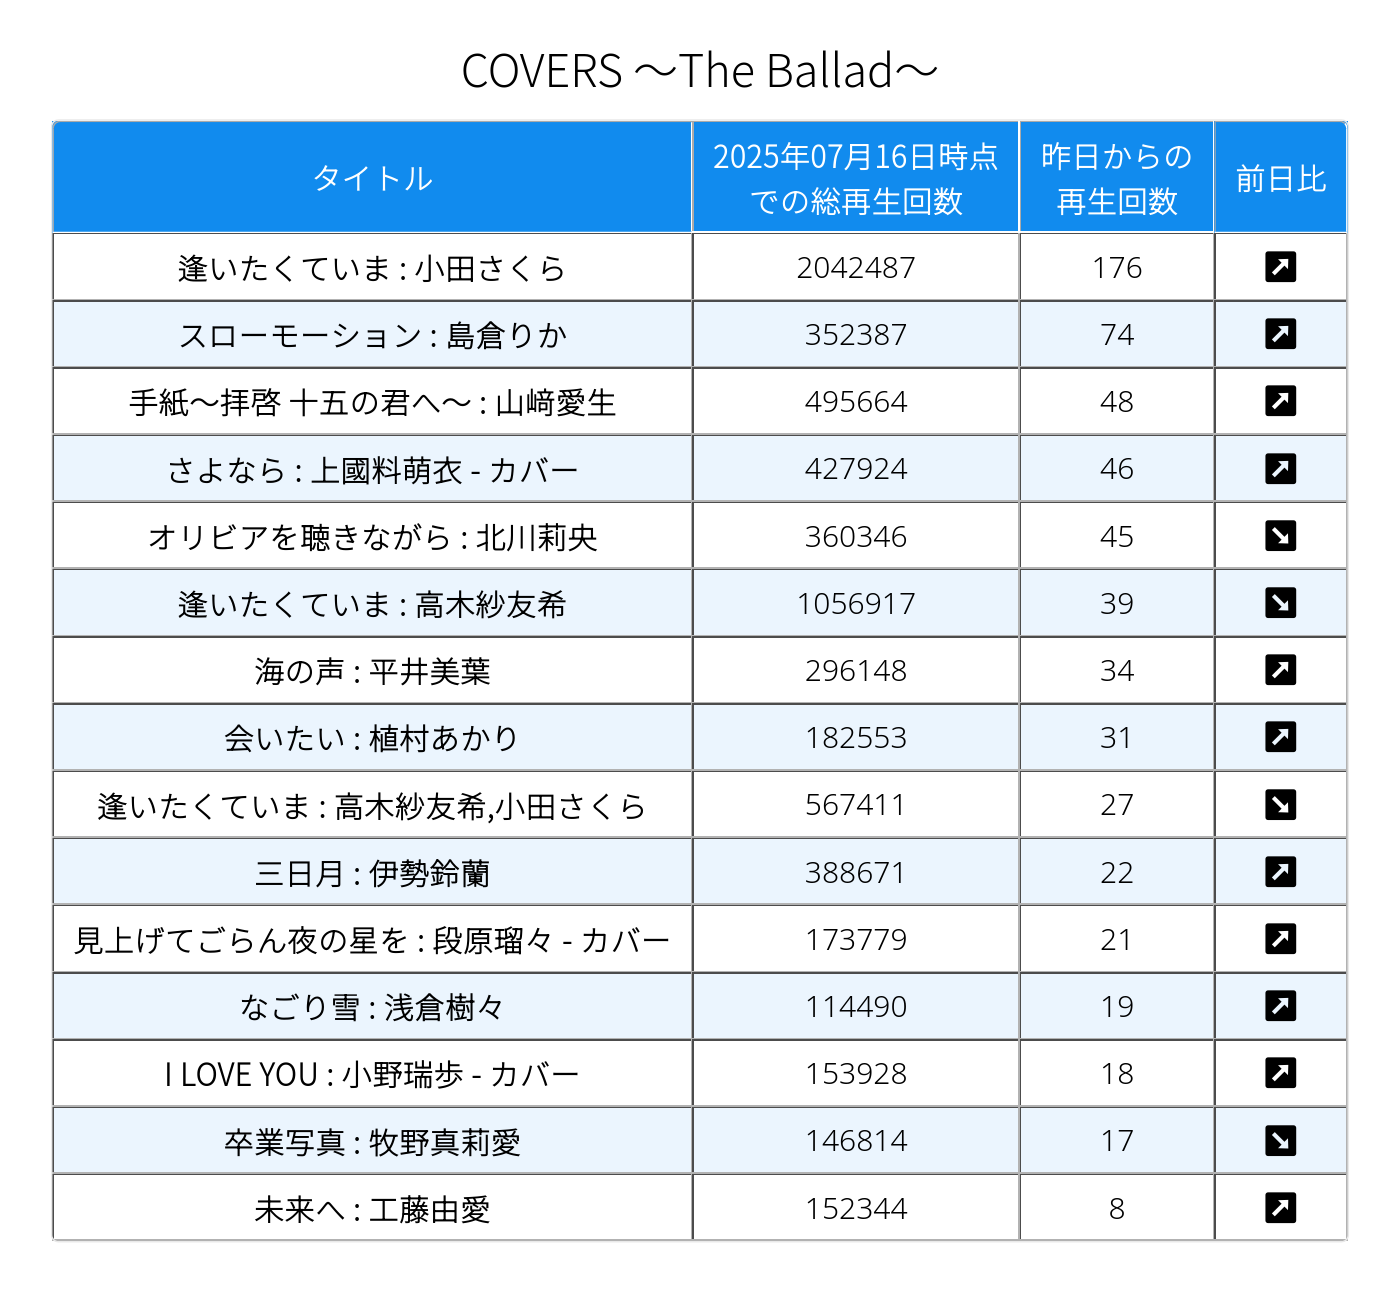 COVERS ～The Ballad～
タイトル 2025年07月16日時点での総再生回数 昨日からの再生回数 前日比
逢いたくていま : 小田さくら 2042487 176 ↗
スローモーション : 島倉りか 352387 74 ↗
手紙～拝啓 十五の君へ～ : 山﨑愛生 495664 48 ↗
さよなら : 上國料萌衣 - カバー 427924 46 ↗
オリビアを聴きながら : 北川莉央 360346 45 ↘
逢いたくていま : 高木紗友希 1056917 39 ↘
海の声 : 平井美葉 296148 34 ↗
会いたい : 植村あかり 182553 31 ↗
逢いたくていま : 高木紗友希,小田さくら 567411 27 ↘
三日月 : 伊勢鈴蘭 388671 22 ↗
見上げてごらん夜の星を : 段原瑠々 - カバー 173779 21 ↗
なごり雪 : 浅倉樹々 114490 19 ↗
I LOVE YOU : 小野瑞歩 - カバー 153928 18 ↗
卒業写真 : 牧野真莉愛 146814 17 ↘
未来へ : 工藤由愛 152344 8 ↗